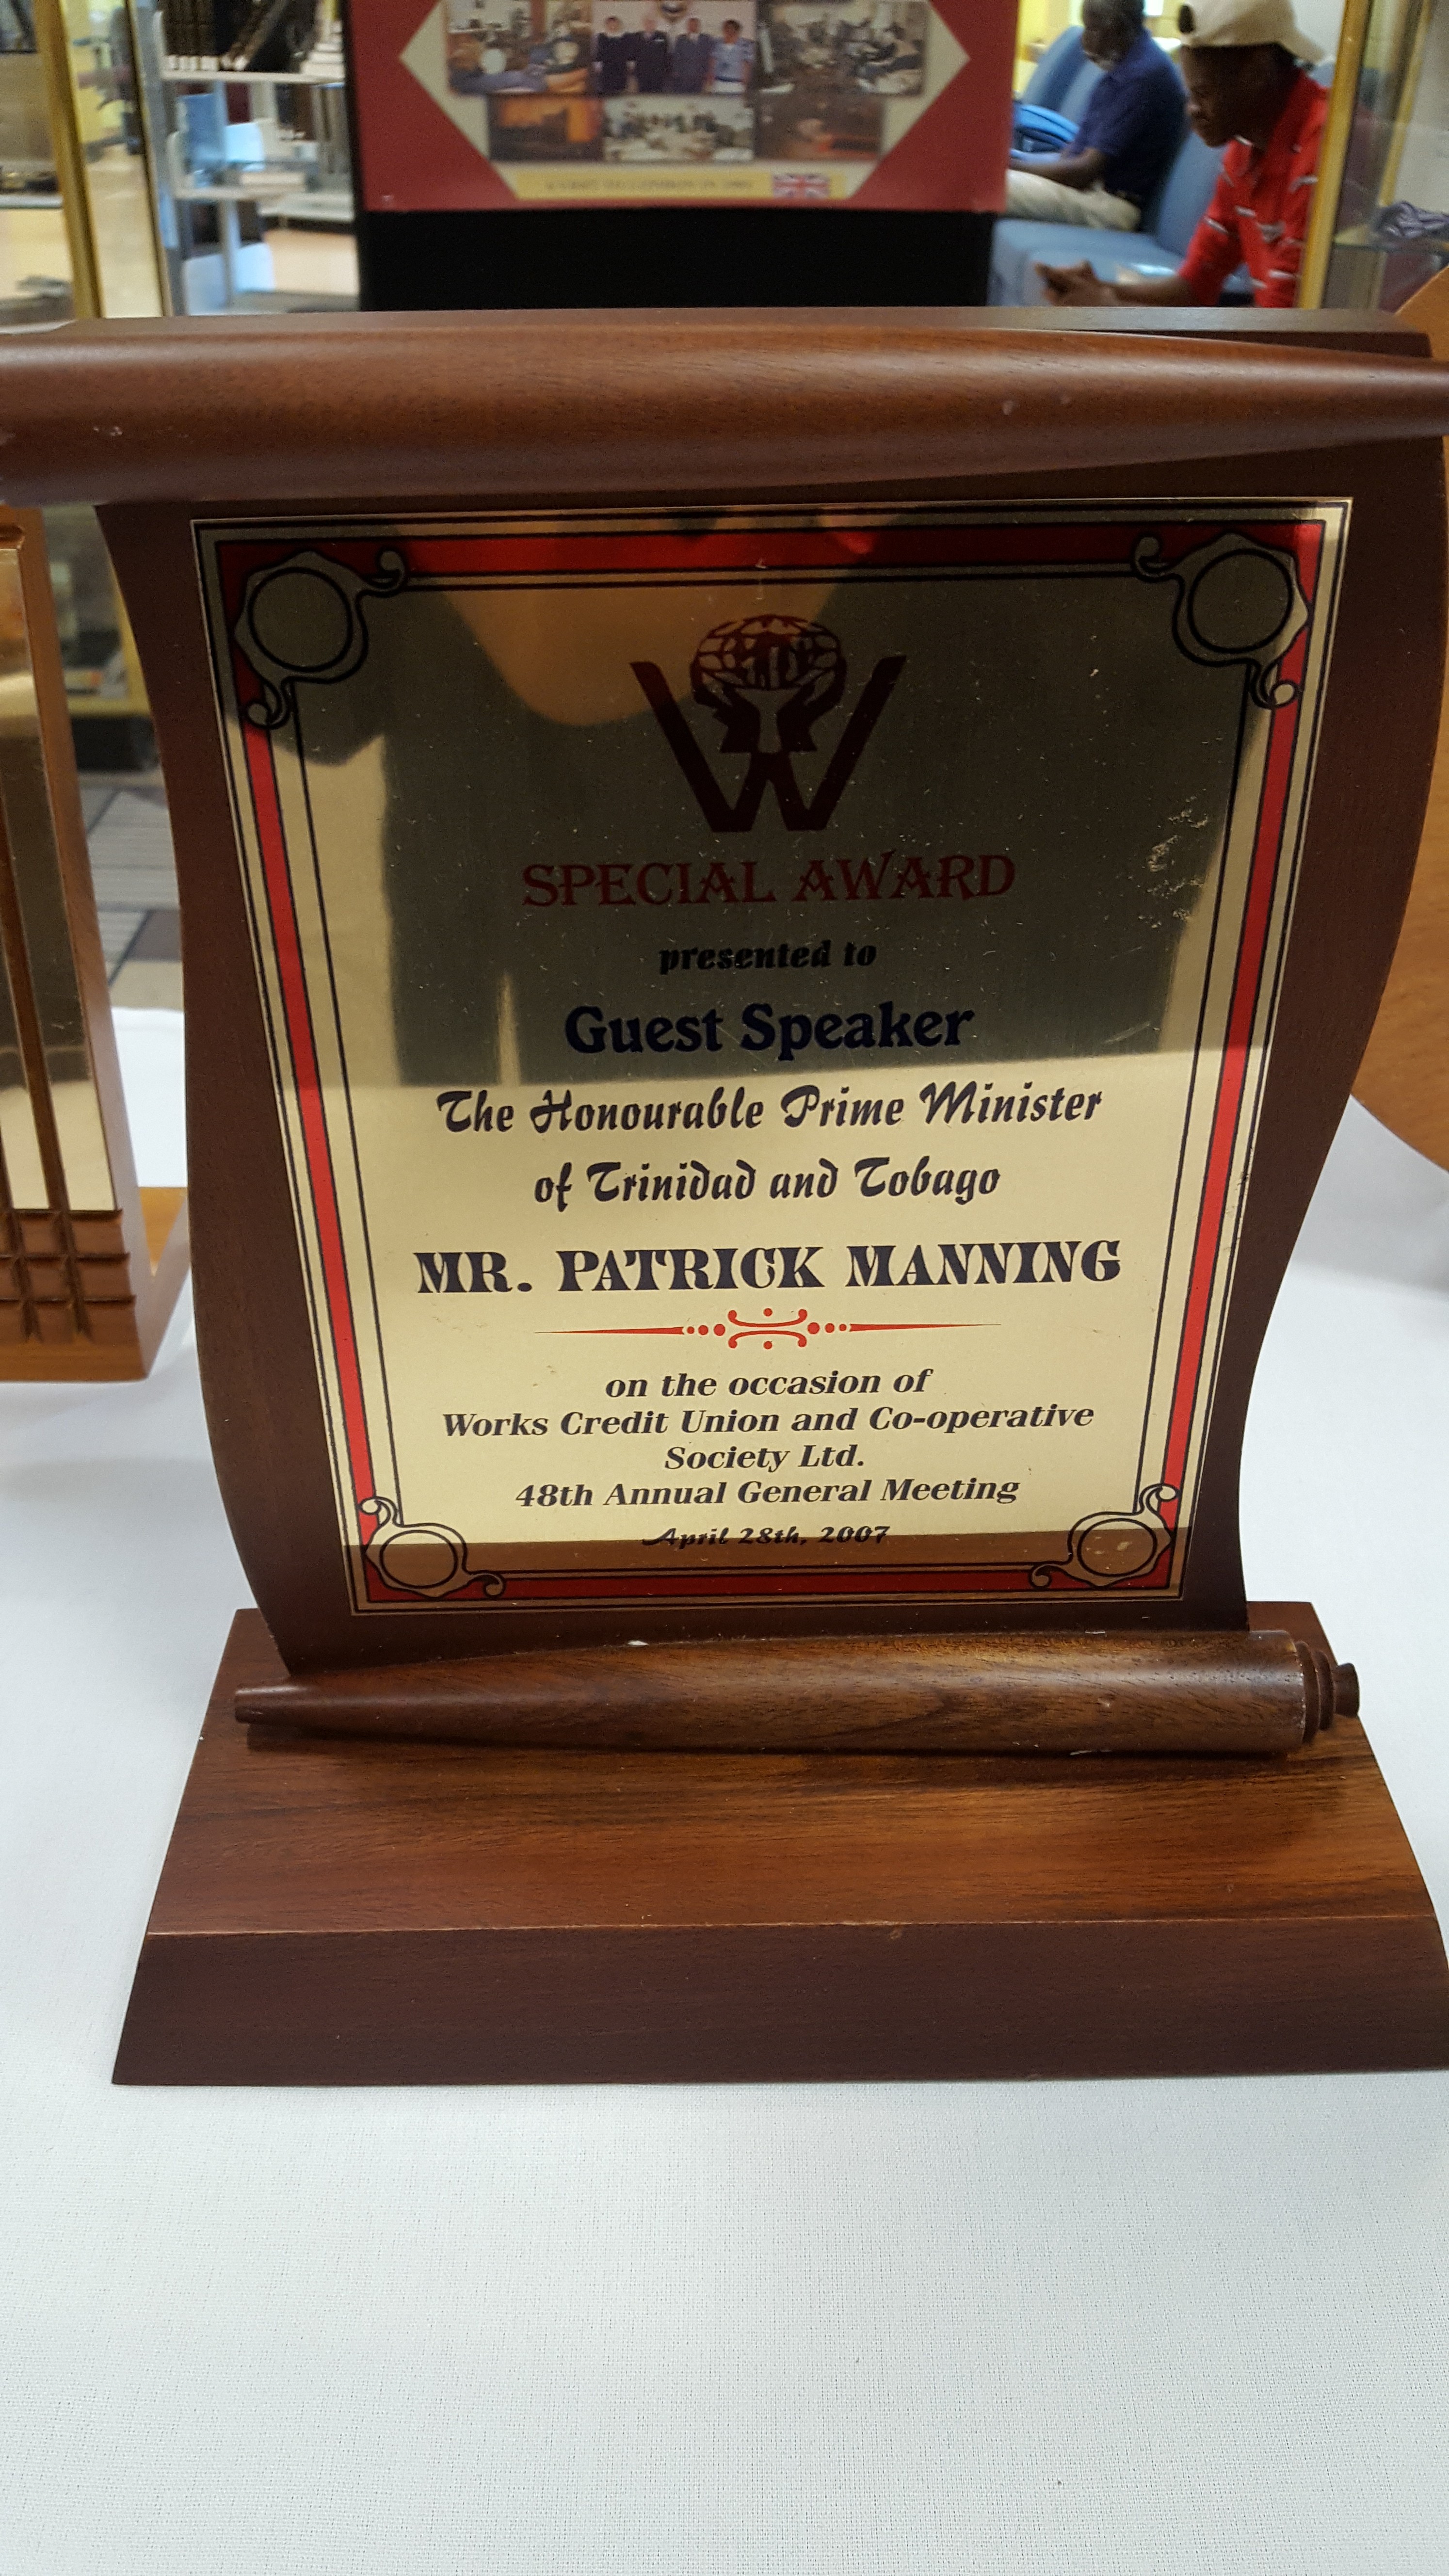 W
SPECIAL AWARD
presented to
Guest Speaker
The Honourable Prime Minister
of Trinidad and Tobago
MR. PATRICK MANNING
on the occasion of
Works Credit Union and Co-operative
Society Ltd.
48th Annual General Meeting
April 28th, 2007